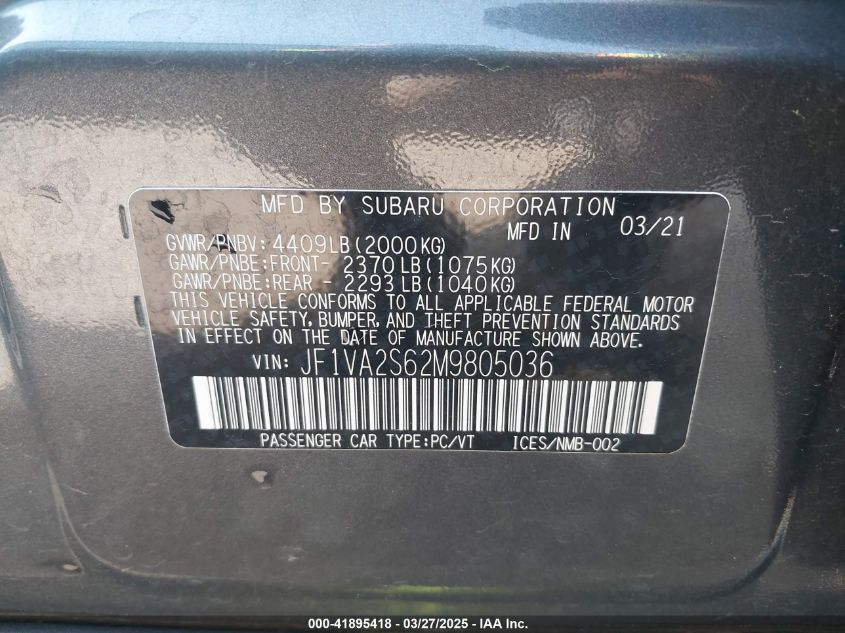 MFD BY SUBARU CORPORATION
MFD IN 03/21
GVWR/PNBV: 4409LB(2000KG)
GAWR/PNBE:FRONT- 2370LB(1075KG)
GAWR/PNBE:REAR - 2293LB(1040KG)
THIS VEHICLE CONFORMS TO ALL APPLICABLE FEDERAL MOTOR
VEHICLE SAFETY, BUMPER, AND THEFT PREVENTION STANDARDS
IN EFFECT ON THE DATE OF MANUFACTURE SHOWN ABOVE.
VIN: JF1VA2S62M9805036
PASSENGER CAR TYPE:PC/VT ICES/NMB-002
000-41895418 - 03/27/2025 - IAA Inc.